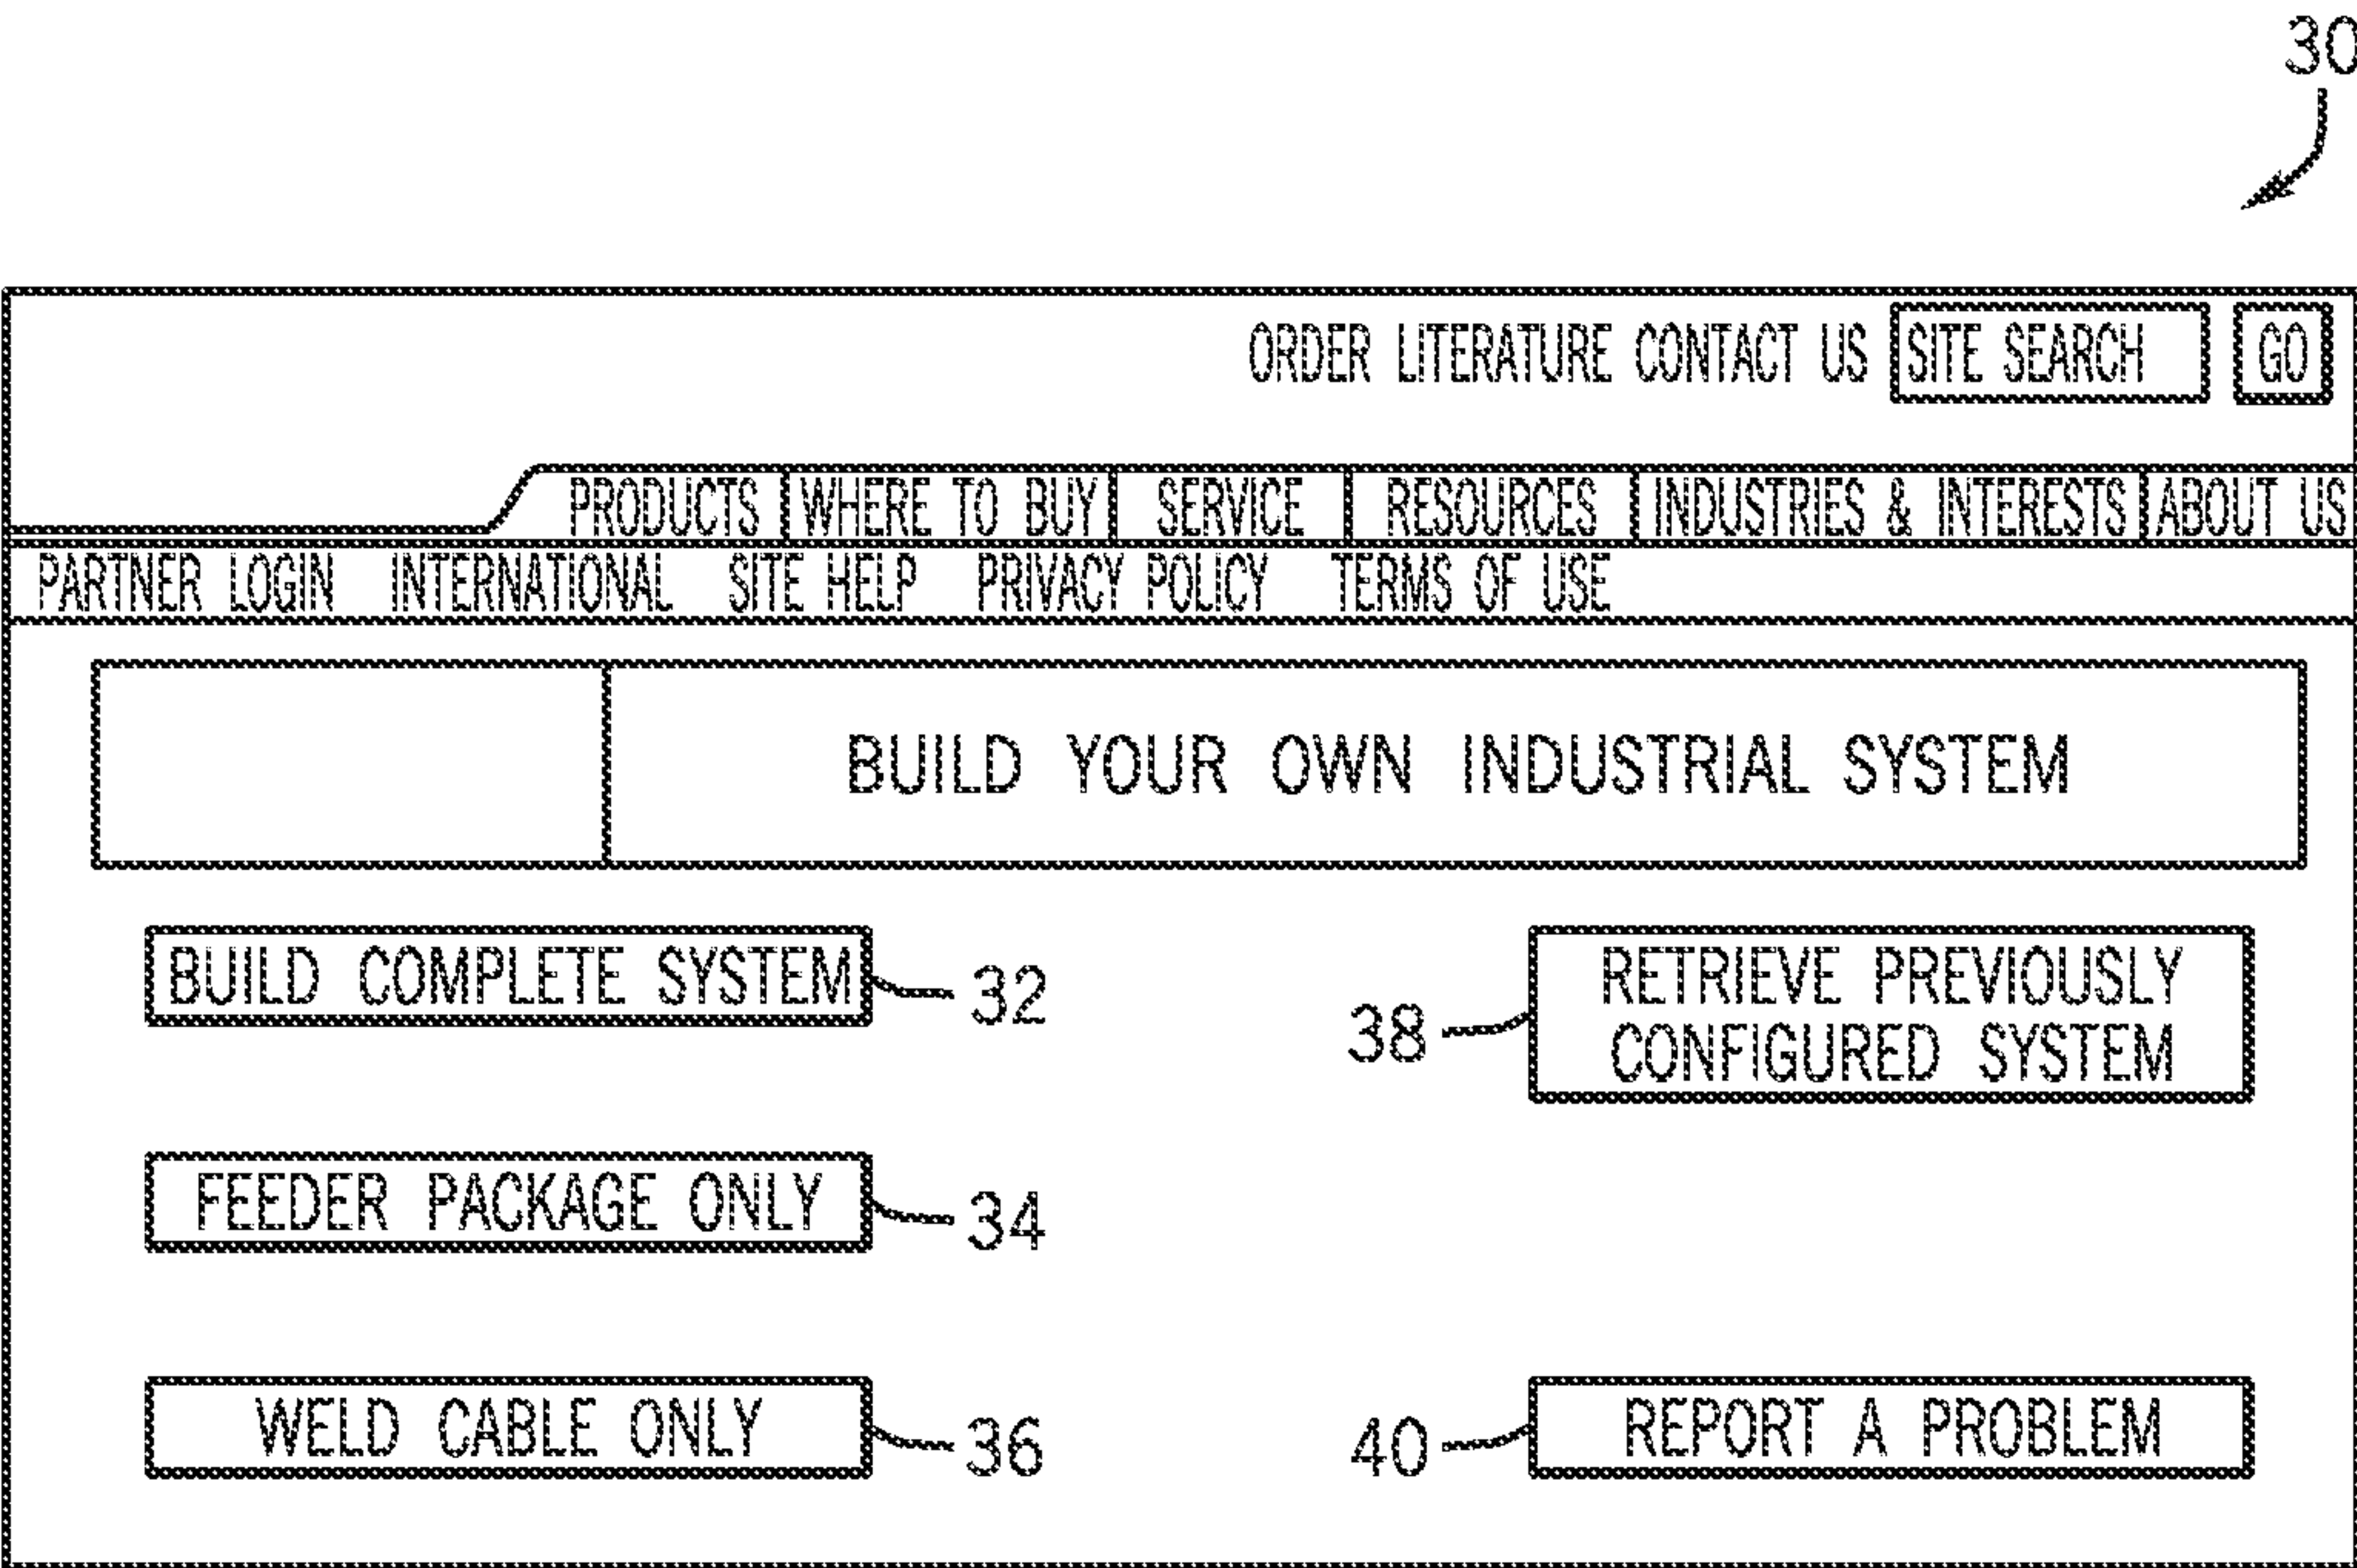 30
ORDER LITERATURE CONTACT US SITE SEARCH GO
PRODUCTS WHERE TO BUY SERVICE RESOURCES INDUSTRIES & INTERESTS ABOUT US
PARTNER LOGIN INTERNATIONAL SITE HELP PRIVACY POLICY TERMS OF USE
BUILD YOUR OWN INDUSTRIAL SYSTEM
BUILD COMPLETE SYSTEM 32
38 RETRIEVE PREVIOUSLY
CONFIGURED SYSTEM
FEEDER PACKAGE ONLY 34
WELD CABLE ONLY 36
40 REPORT A PROBLEM